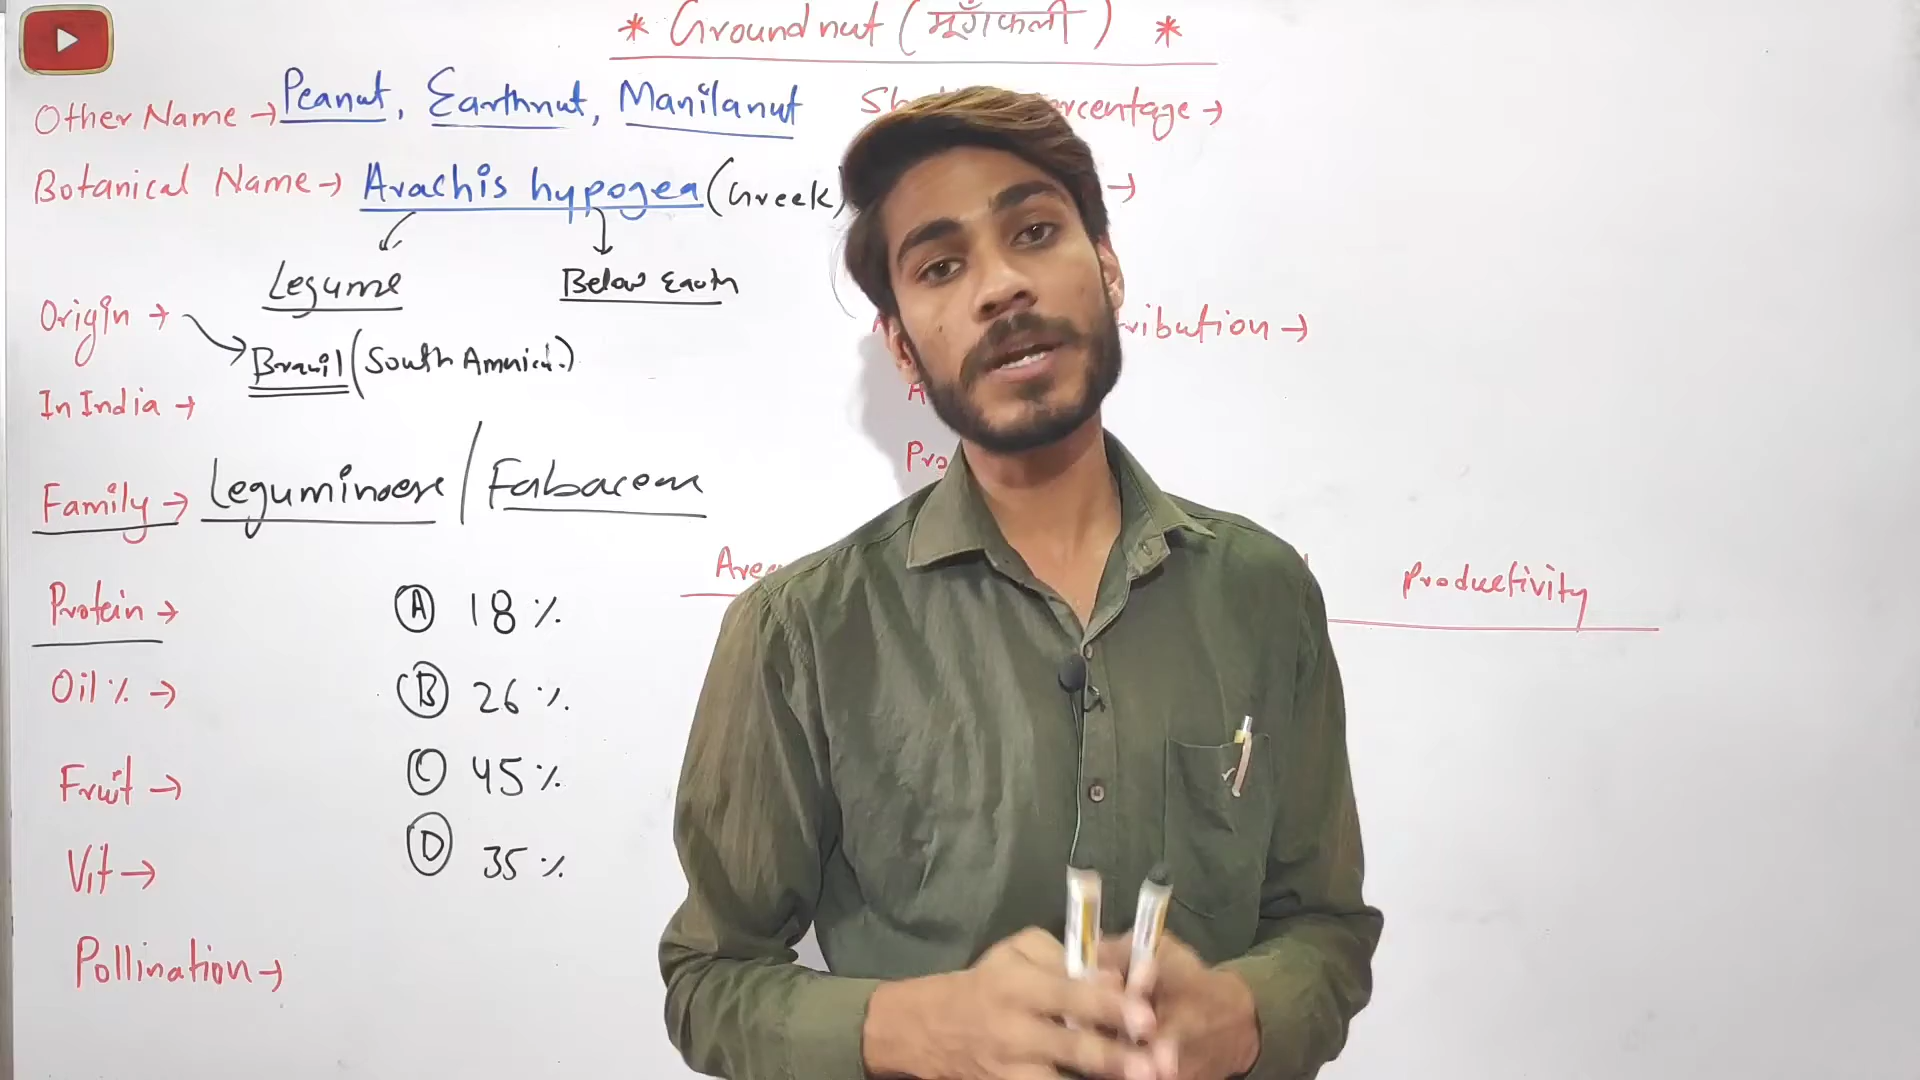 * Groundnut (मूँगफली) *
Other Name → Peanut, Earthnut, Manilanut
Botanical Name → Arachis hypogea (Greek)
Legume Below Earth
Origin → Brazil (South America.)
In India →
Family → Leguminoseae / Fabaceae
Protein → Ⓐ 18%
Oil % → Ⓑ 26%
Fruit → Ⓒ 45%
Vit → Ⓓ 35%
Pollination →
Productivity